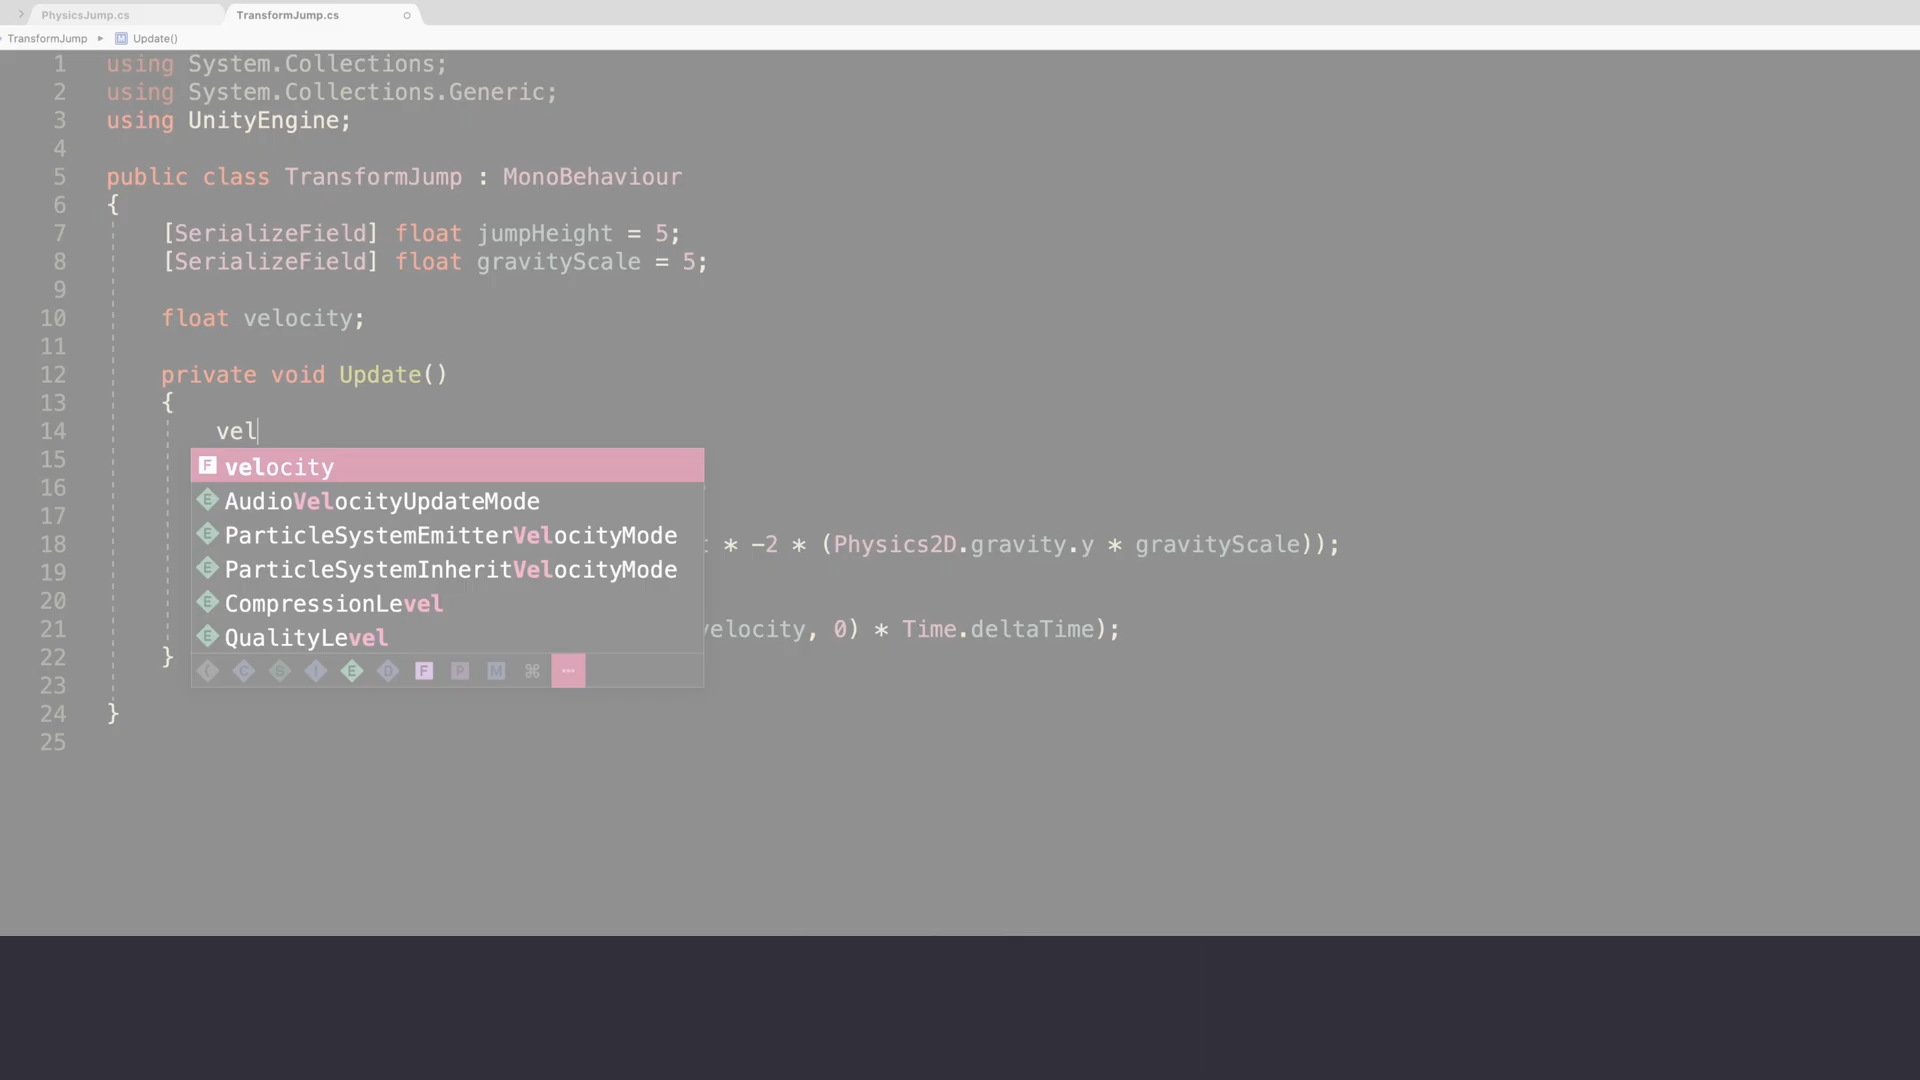 PhysicsJump.cs
TransformJump.cs
TransformJump ▸ M Update()
1 using System.Collections;
2 using System.Collections.Generic;
3 using UnityEngine;
4
5 public class TransformJump : MonoBehaviour
6 {
7 [SerializeField] float jumpHeight = 5;
8 [SerializeField] float gravityScale = 5;
9
10 float velocity;
11
12 private void Update()
13 {
14 vel
15
F velocity
16
E AudioVelocityUpdateMode
17
E ParticleSystemEmitterVelocityMode
18 * -2 * (Physics2D.gravity.y * gravityScale));
19
E ParticleSystemInheritVelocityMode
20
E CompressionLevel
21 velocity, 0) * Time.deltaTime);
E QualityLevel
22 }
C S I E D F P M ⌘ ...
23
24 }
25